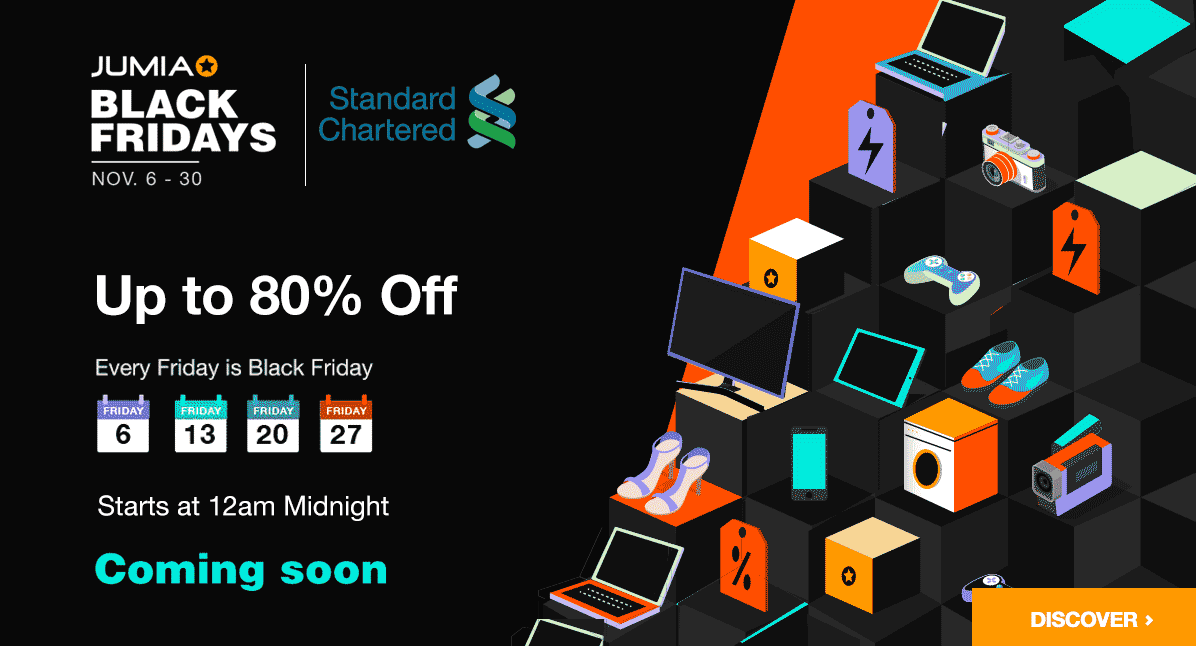 JUMIA
BLACK
FRIDAYS
NOV. 6 - 30
Standard
Chartered
Up to 80% Off
Every Friday is Black Friday
FRIDAY 6 FRIDAY 13 FRIDAY 20 FRIDAY 27
Starts at 12am Midnight
Coming soon
%
DISCOVER ›